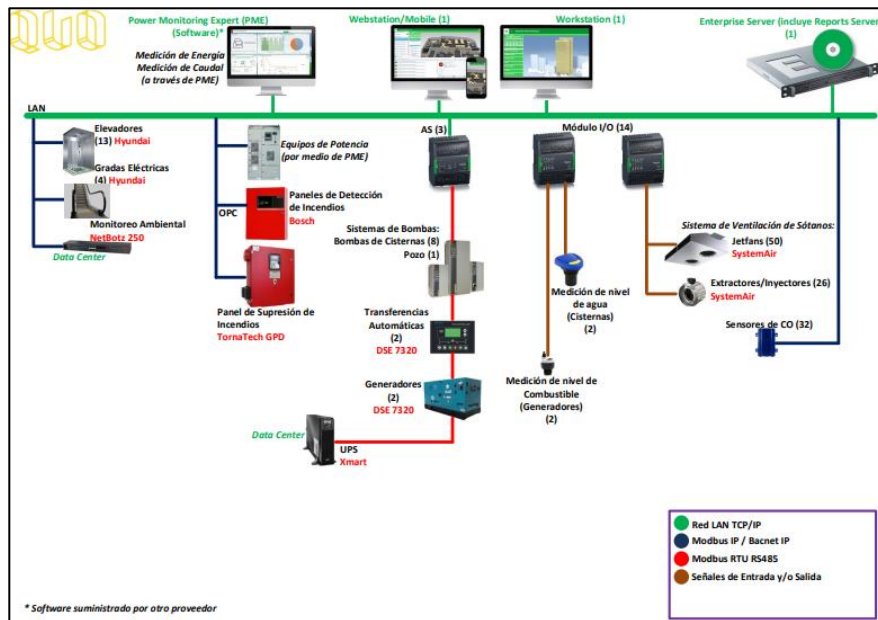 Power Monitoring Expert (PME)
(Software)*
Medición de Energía
Medición de Caudal
(a través de PME)
Webstation/Mobile (1)
Workstation (1)
Enterprise Server (incluye Reports Server)
(1)
LAN
Elevadores
(13) Hyundai
Gradas Eléctricas
(4) Hyundai
Monitoreo Ambiental
NetBotz 250
Data Center
Equipos de Potencia
(por medio de PME)
OPC
Paneles de Detección
de Incendios
Bosch
Panel de Supresión de
Incendios
TornaTech GPD
AS (3)
Sistemas de Bombas:
Bombas de Cisternas (8)
Pozo (1)
Transferencias
Automáticas
(2)
DSE 7320
Generadores
(2)
DSE 7320
Data Center
UPS
Xmart
Módulo I/O (14)
Medición de nivel
de agua
(Cisternas)
(2)
Medición de nivel de
Combustible
(Generadores)
(2)
Sistema de Ventilación de Sótanos:
Jetfans (50)
SystemAir
Extractores/Inyectores (26)
SystemAir
Sensores de CO (32)
Red LAN TCP/IP
Modbus IP / Bacnet IP
Modbus RTU RS485
Señales de Entrada y/o Salida
* Software suministrado por otro proveedor